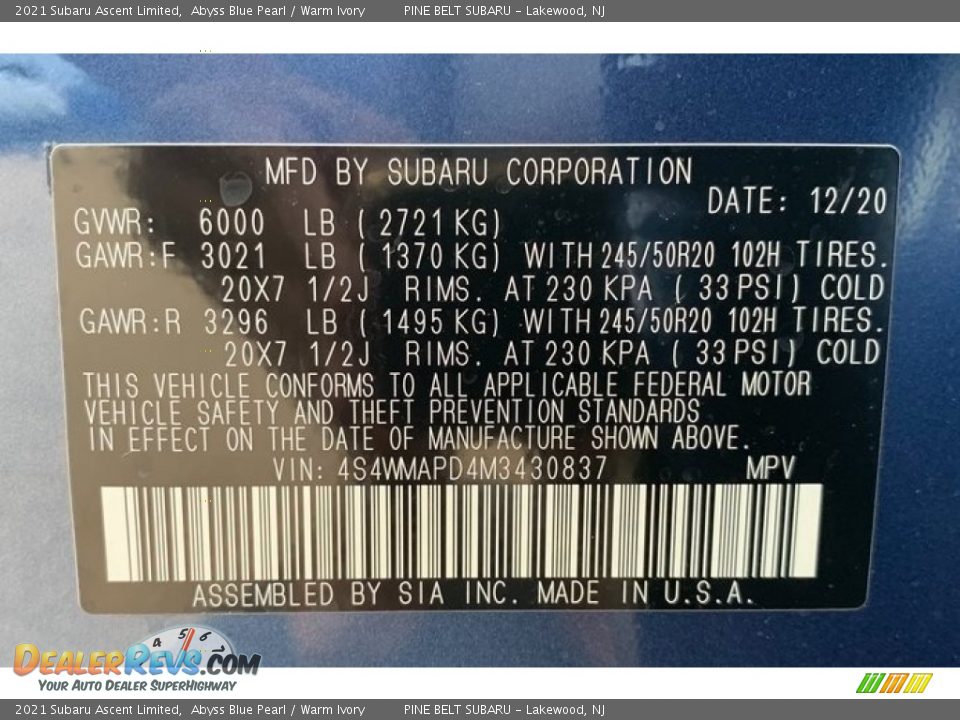 2021 Subaru Ascent Limited, Abyss Blue Pearl / Warm Ivory PINE BELT SUBARU - Lakewood, NJ
MFD BY SUBARU CORPORATION
DATE: 12/20
GVWR: 6000 LB ( 2721 KG)
GAWR:F 3021 LB ( 1370 KG) WITH 245/50R20 102H TIRES.
20X7 1/2J RIMS. AT 230 KPA ( 33 PSI) COLD
GAWR:R 3296 LB ( 1495 KG) WITH 245/50R20 102H TIRES.
20X7 1/2J RIMS. AT 230 KPA ( 33 PSI) COLD
THIS VEHICLE CONFORMS TO ALL APPLICABLE FEDERAL MOTOR
VEHICLE SAFETY AND THEFT PREVENTION STANDARDS
IN EFFECT ON THE DATE OF MANUFACTURE SHOWN ABOVE.
VIN: 4S4WMAPD4M3430837 MPV
ASSEMBLED BY SIA INC. MADE IN U.S.A.
4 5 6 7
DEALERREVS.COM
YOUR AUTO DEALER SUPERHIGHWAY
2021 Subaru Ascent Limited, Abyss Blue Pearl / Warm Ivory PINE BELT SUBARU - Lakewood, NJ